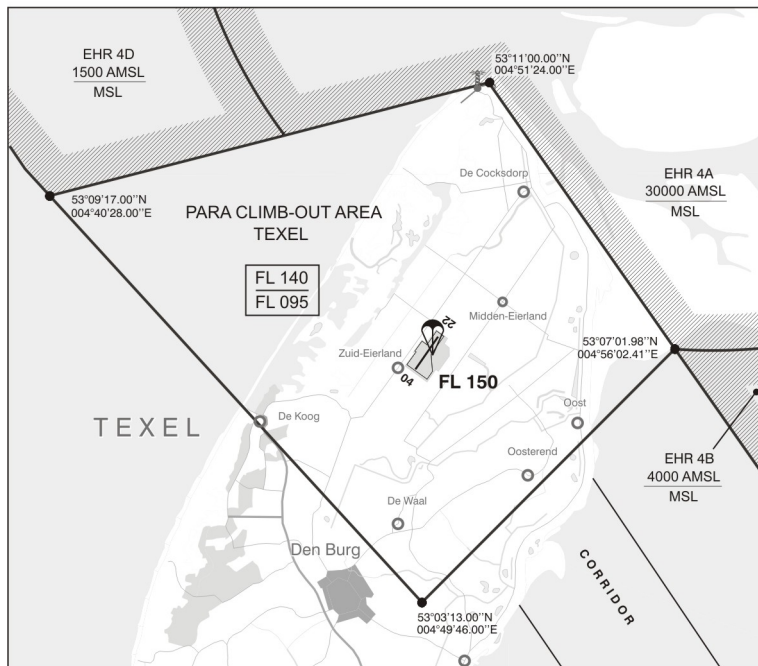 EHR 4D
1500 AMSL
MSL
53°11'00.00''N
004°51'24.00''E
De Cocksdorp
EHR 4A
30000 AMSL
MSL
53°09'17.00''N
004°40'28.00''E
PARA CLIMB-OUT AREA
TEXEL
FL 140
FL 095
Midden-Eierland
22
53°07'01.98''N
004°56'02.41''E
Zuid-Eierland
04
FL 150
De Koog
TEXEL
Oost
Oosterend
EHR 4B
4000 AMSL
MSL
De Waal
Den Burg
CORRIDOR
53°03'13.00''N
004°49'46.00''E